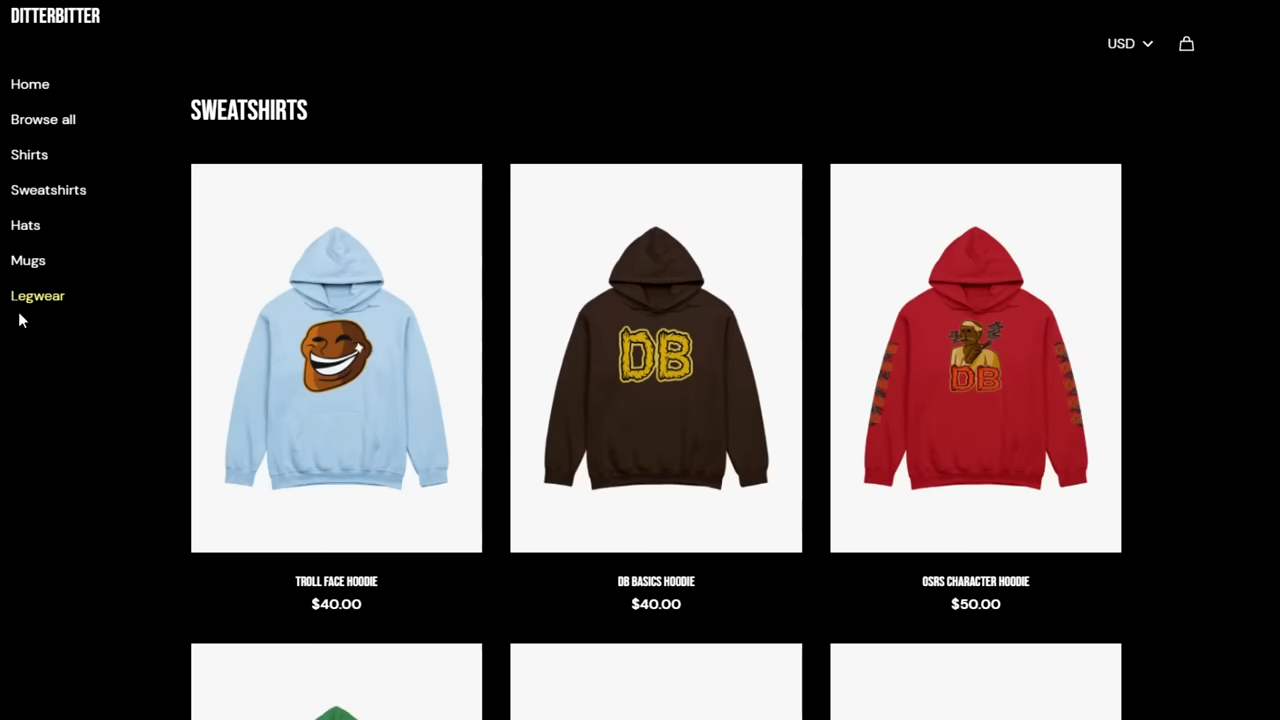 DITTERBITTER
USD
Home
Browse all
Shirts
Sweatshirts
Hats
Mugs
Legwear
SWEATSHIRTS
DB
DB
TROLL FACE HOODIE
$40.00
DB BASICS HOODIE
$40.00
OSRS CHARACTER HOODIE
$50.00